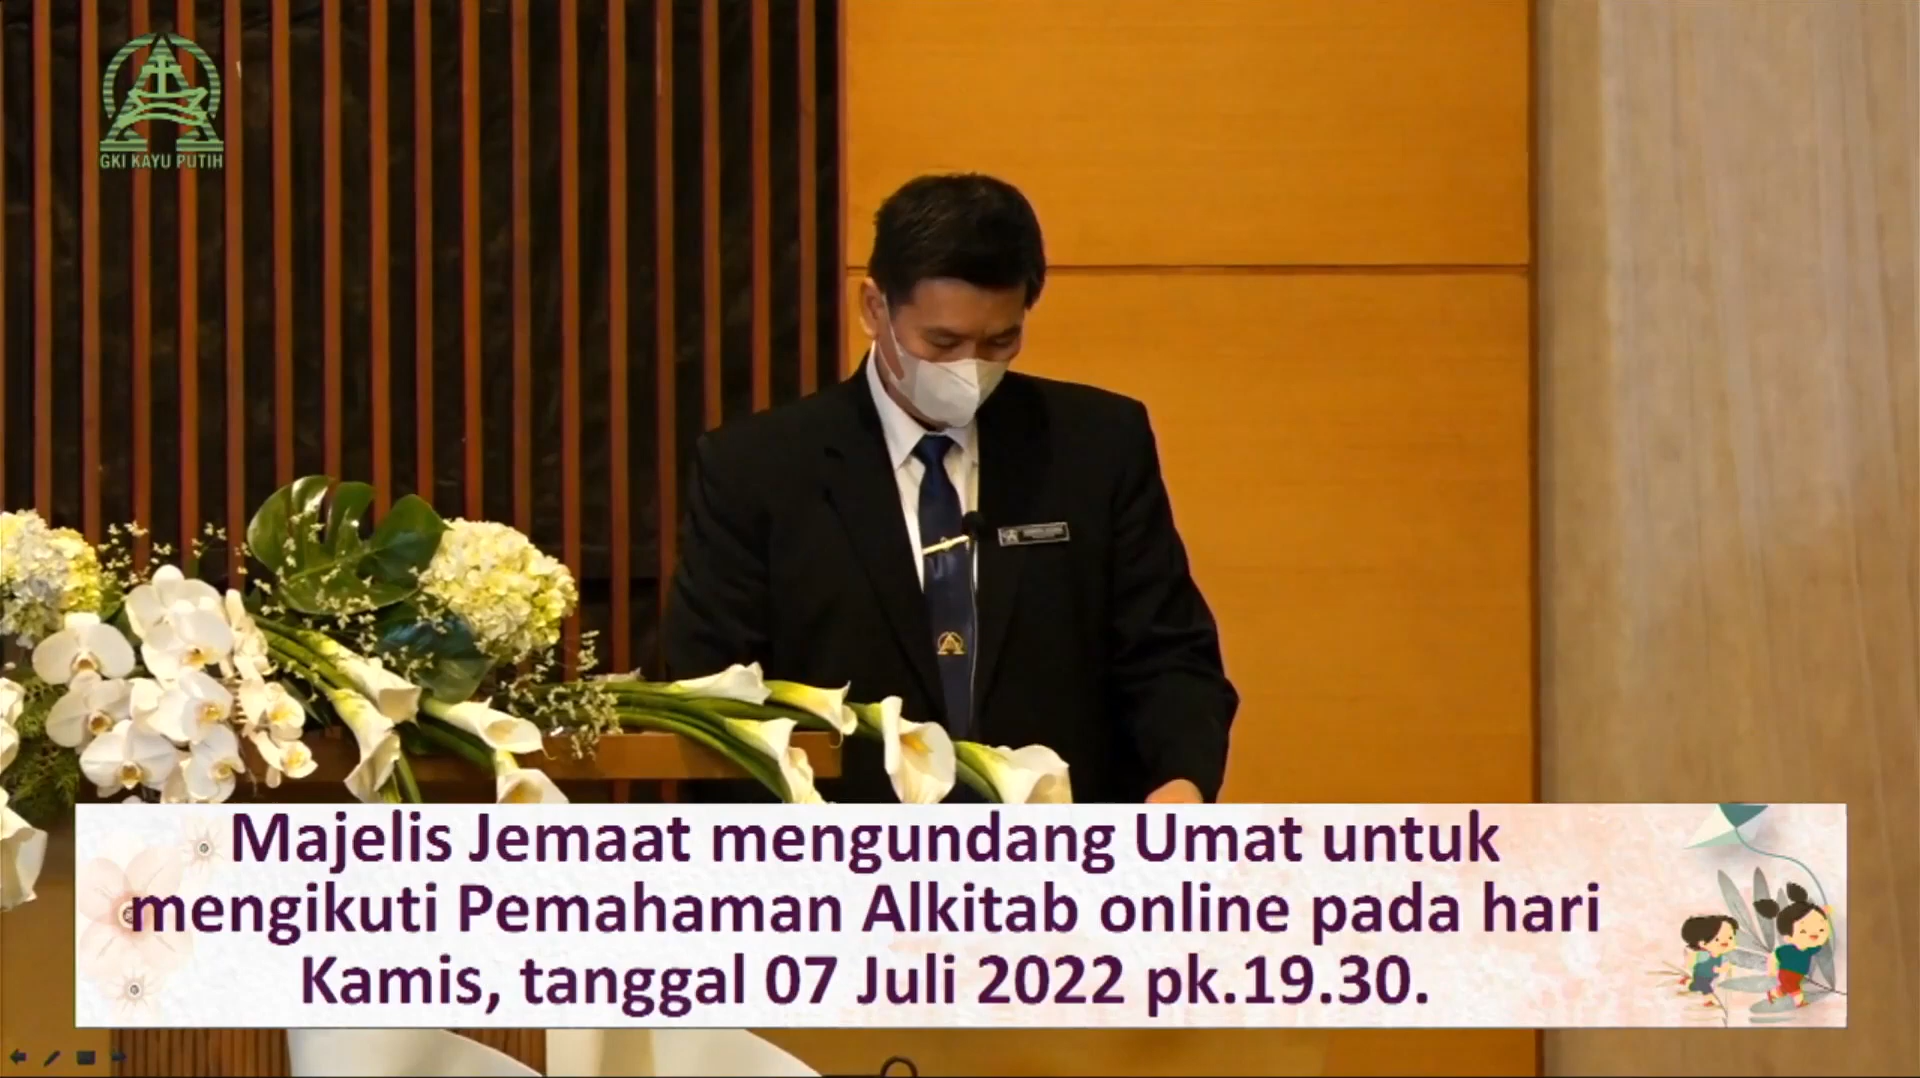 GKI KAYU PUTIH
Majelis Jemaat mengundang Umat untuk
mengikuti Pemahaman Alkitab online pada hari
Kamis, tanggal 07 Juli 2022 pk.19.30.